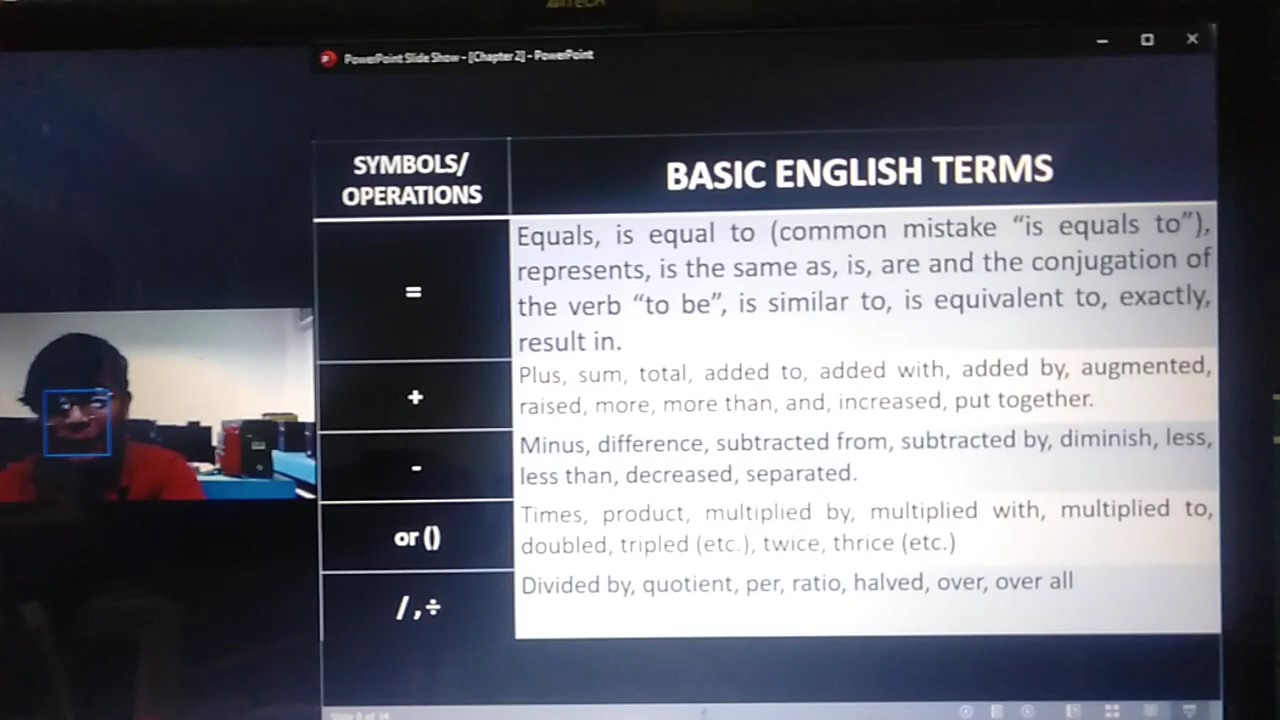 PowerPoint Slide Show - [Chapter 2] - PowerPoint
SYMBOLS/
OPERATIONS
BASIC ENGLISH TERMS
=
Equals, is equal to (common mistake “is equals to”),
represents, is the same as, is, are and the conjugation of
the verb “to be”, is similar to, is equivalent to, exactly,
result in.
+
Plus, sum, total, added to, added with, added by, augmented,
raised, more, more than, and, increased, put together.
-
Minus, difference, subtracted from, subtracted by, diminish, less,
less than, decreased, separated.
or ()
Times, product, multiplied by, multiplied with, multiplied to,
doubled, tripled (etc.), twice, thrice (etc.)
/ , ÷
Divided by, quotient, per, ratio, halved, over, over all